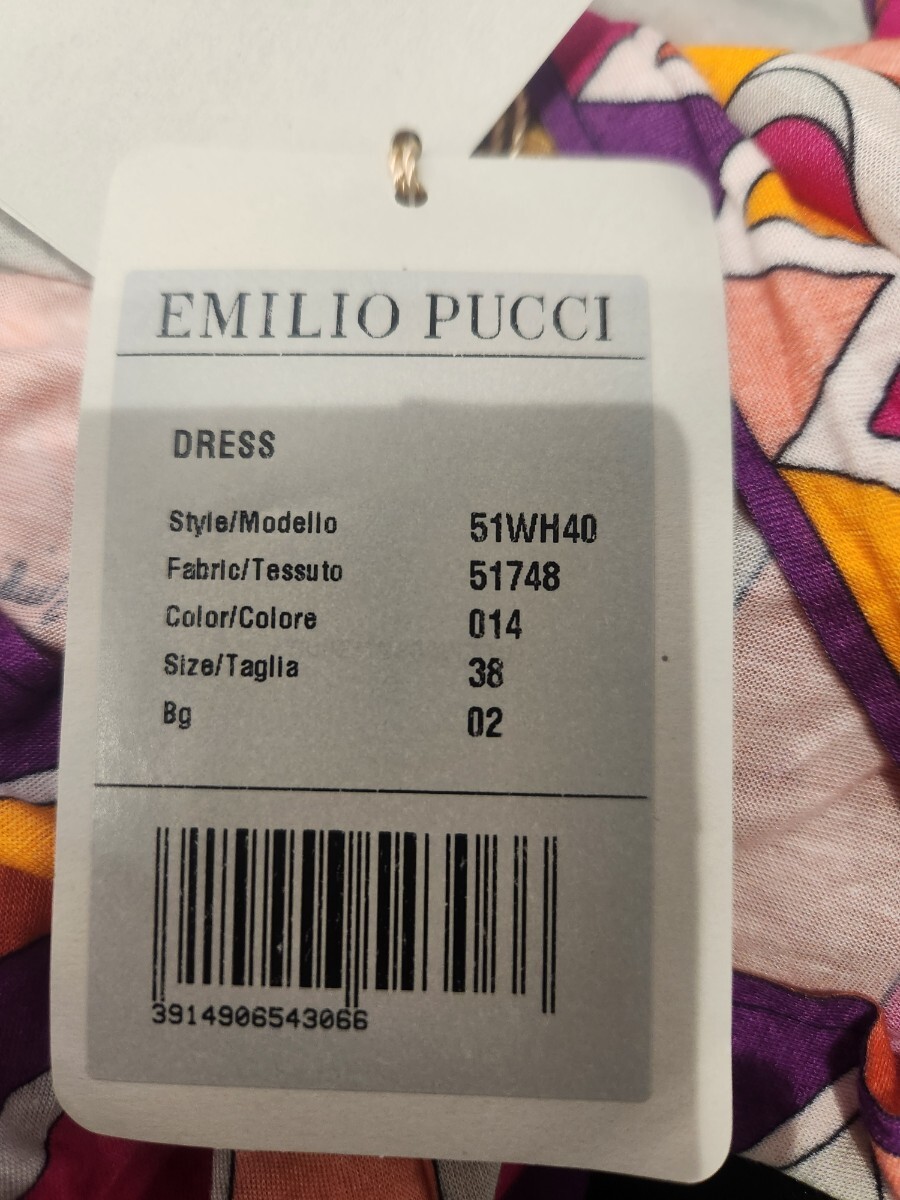 EMILIO PUCCI
DRESS
Style/Modello 51WH40
Fabric/Tessuto 51748
Color/Colore 014
Size/Taglia 38
Bg 02
3914906543066